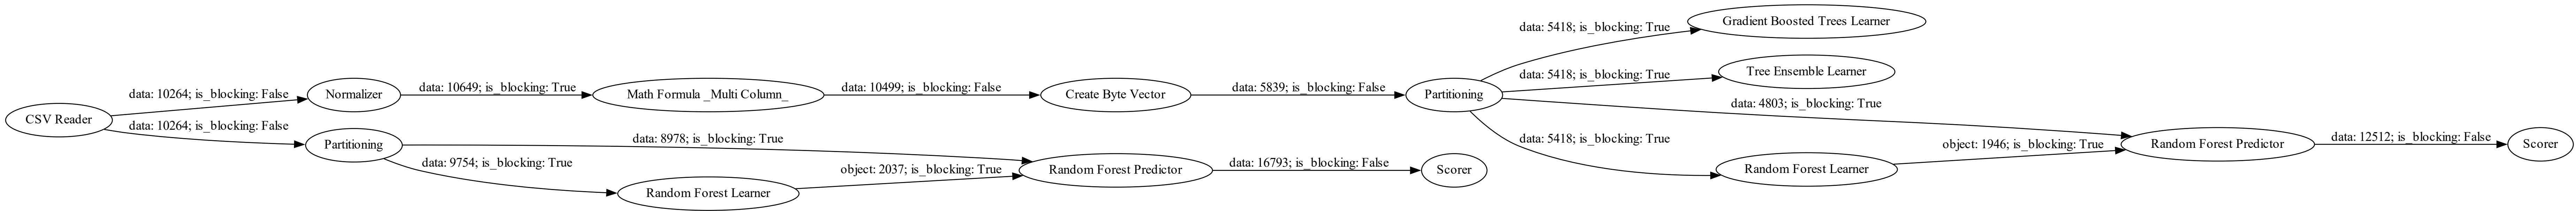 CSV Reader
data: 10264; is_blocking: False
data: 10264; is_blocking: False
Normalizer
data: 10649; is_blocking: True
Math Formula _Multi Column_
data: 10499; is_blocking: False
Create Byte Vector
data: 5839; is_blocking: False
Partitioning
data: 5418; is_blocking: True
Gradient Boosted Trees Learner
data: 5418; is_blocking: True
Tree Ensemble Learner
data: 4803; is_blocking: True
data: 5418; is_blocking: True
Random Forest Learner
object: 1946; is_blocking: True
Random Forest Predictor
data: 12512; is_blocking: False
Scorer
Partitioning
data: 8978; is_blocking: True
data: 9754; is_blocking: True
Random Forest Learner
object: 2037; is_blocking: True
Random Forest Predictor
data: 16793; is_blocking: False
Scorer